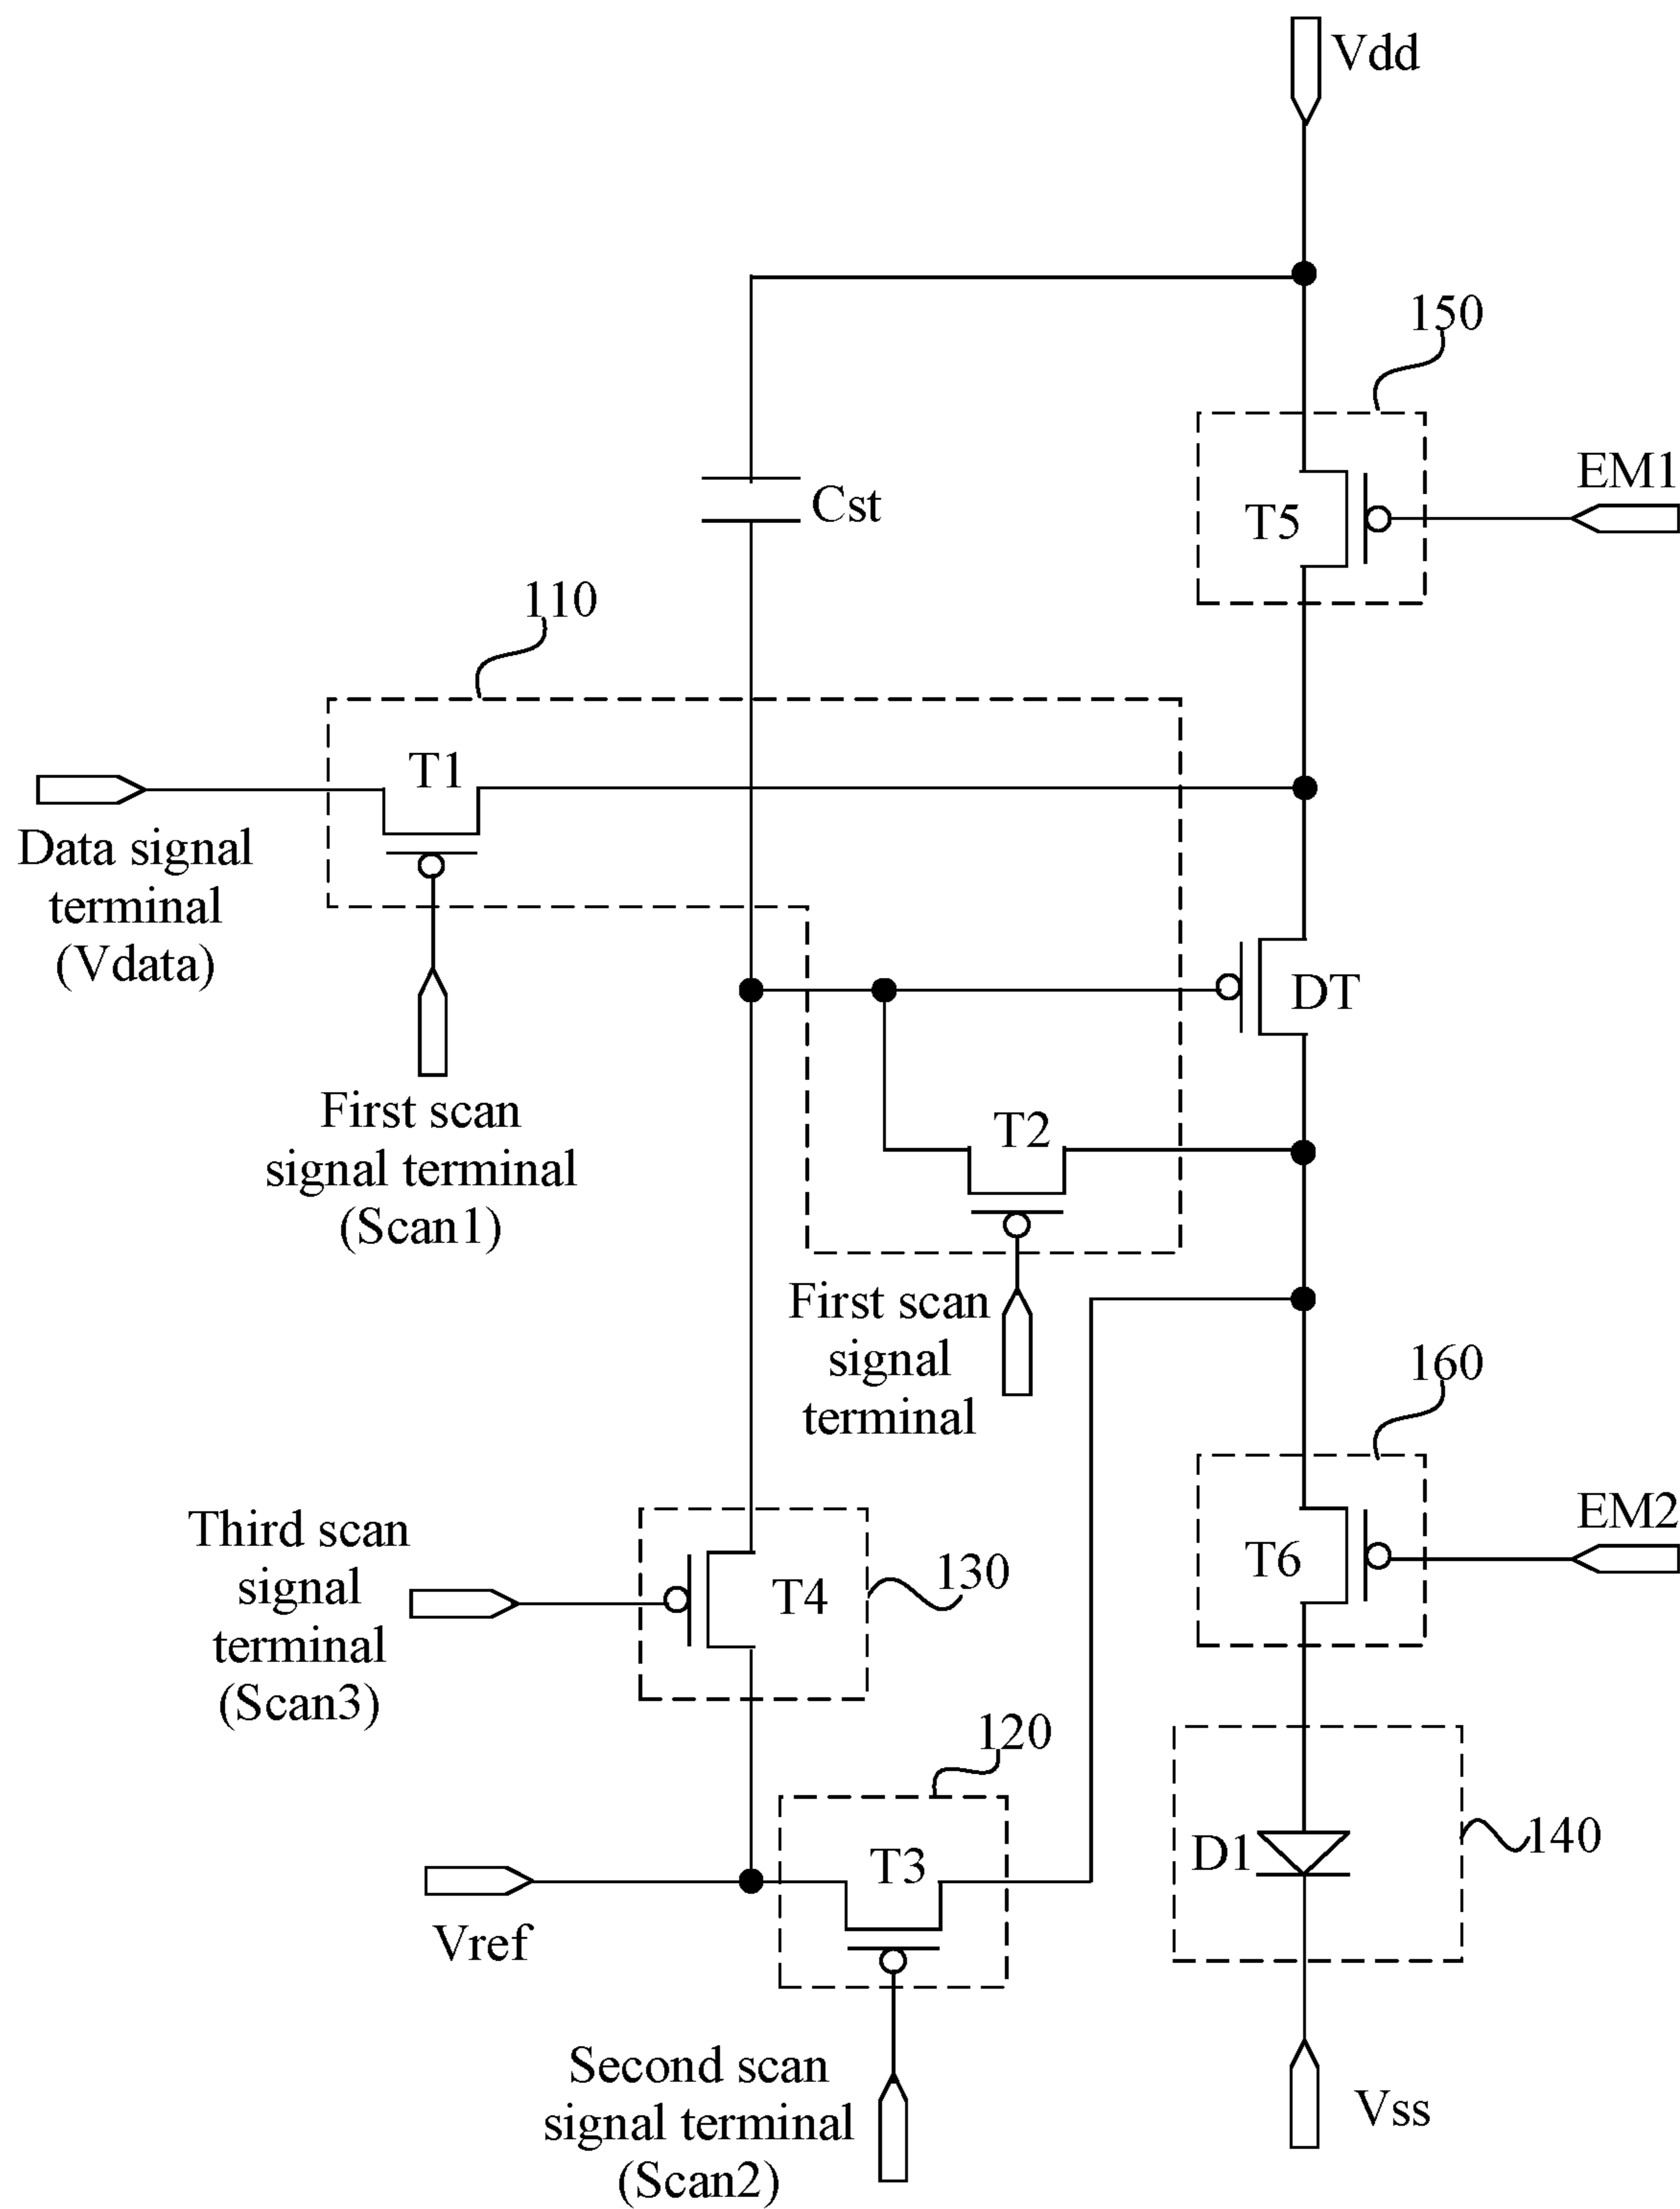 Vdd
150
EM1
T5
Cst
110
T1
Data signal
terminal
(Vdata)
DT
First scan
signal terminal
(Scan1)
T2
First scan
signal
terminal
160
EM2
T6
Third scan
signal
terminal
(Scan3)
T4
130
120
T3
D1
140
Vref
Vss
Second scan
signal terminal
(Scan2)